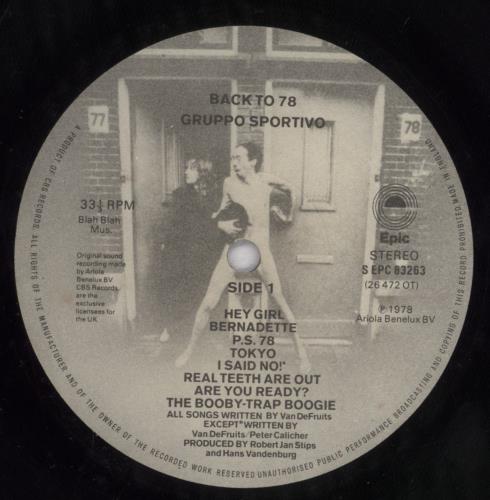 BACK TO 78
GRUPPO SPORTIVO
77
78
33⅓ RPM
Blah Blah
Mus.
Original sound
recording made
by Ariola
Benelux BV
CBS Records
are the
exclusive
licensees for
the UK
Epic
STEREO
S EPC 83263
(26 472 OT)
℗ 1978
Ariola Benelux BV
SIDE 1
HEY GIRL
BERNADETTE
P.S. 78
TOKYO
I SAID NO!*
REAL TEETH ARE OUT
ARE YOU READY?
THE BOOBY-TRAP BOOGIE
ALL SONGS WRITTEN BY VanDeFruits
EXCEPT*WRITTEN BY
VanDeFruits/Peter Calicher
PRODUCED BY Robert Jan Stips
and Hans Vandenburg
A PRODUCT OF CBS RECORDS. ALL RIGHTS OF THE MANUFACTURER AND OF THE OWNER OF THE RECORDED WORK RESERVED UNAUTHORISED PUBLIC PERFORMANCE BROADCASTING AND COPYING OF THIS RECORD PROHIBITED MADE IN ENGLAND